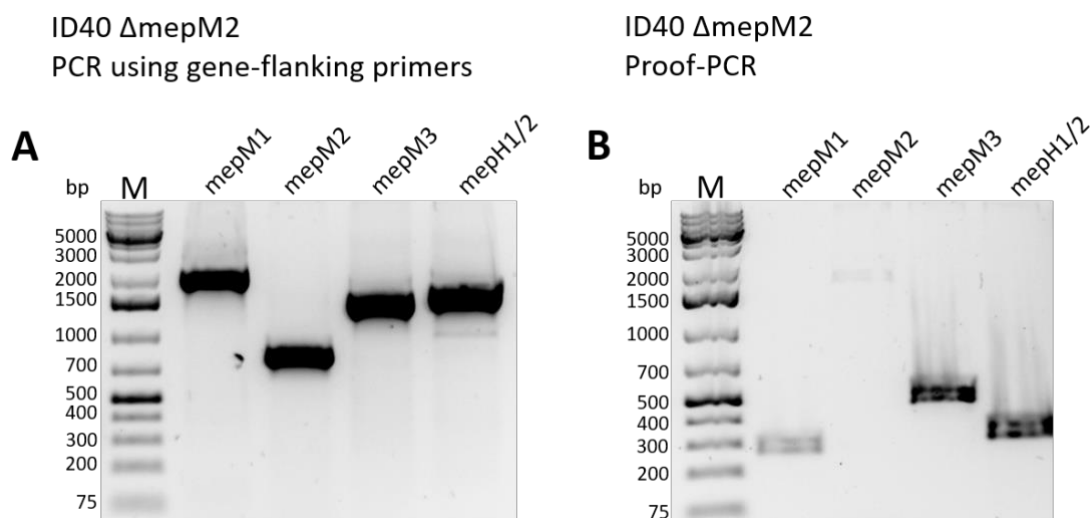 ID40 ΔmepM2
PCR using gene-flanking primers
ID40 ΔmepM2
Proof-PCR
A
bp
M
mepM1
mepM2
mepM3
mepH1/2
5000
3000
2000
1500
1000
700
500
400
300
200
75
B
bp
M
mepM1
mepM2
mepM3
mepH1/2
5000
3000
2000
1500
1000
700
500
400
300
200
75